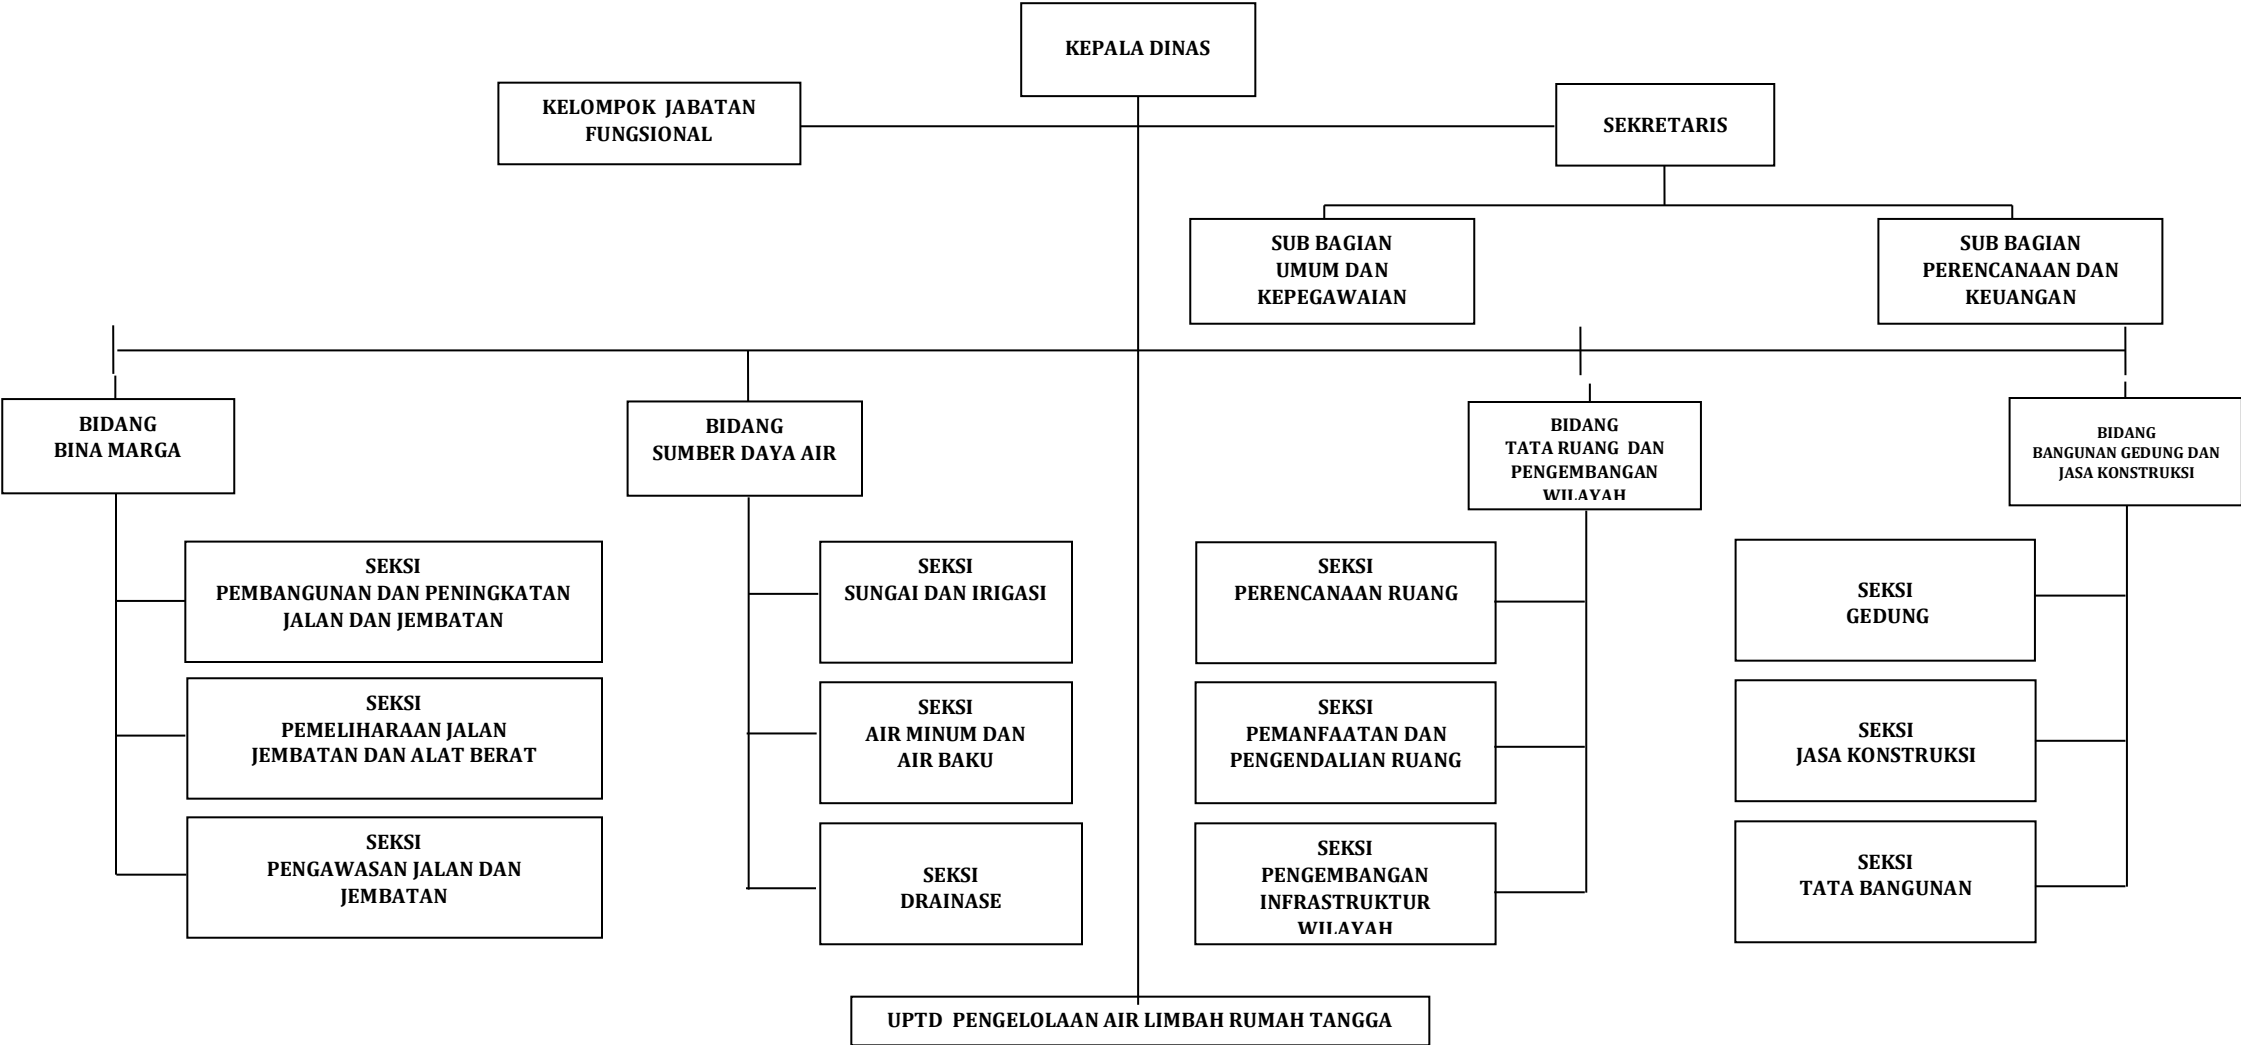 KEPALA DINAS
KELOMPOK JABATAN
FUNGSIONAL
SEKRETARIS
SUB BAGIAN
UMUM DAN
KEPEGAWAIAN
SUB BAGIAN
PERENCANAAN DAN
KEUANGAN
BIDANG
BINA MARGA
BIDANG
SUMBER DAYA AIR
BIDANG
TATA RUANG DAN
PENGEMBANGAN
WILAYAH
BIDANG
BANGUNAN GEDUNG DAN
JASA KONSTRUKSI
SEKSI
PEMBANGUNAN DAN PENINGKATAN
JALAN DAN JEMBATAN
SEKSI
PEMELIHARAAN JALAN
JEMBATAN DAN ALAT BERAT
SEKSI
PENGAWASAN JALAN DAN
JEMBATAN
SEKSI
SUNGAI DAN IRIGASI
SEKSI
AIR MINUM DAN
AIR BAKU
SEKSI
DRAINASE
SEKSI
PERENCANAAN RUANG
SEKSI
PEMANFAATAN DAN
PENGENDALIAN RUANG
SEKSI
PENGEMBANGAN
INFRASTRUKTUR
WILAYAH
SEKSI
GEDUNG
SEKSI
JASA KONSTRUKSI
SEKSI
TATA BANGUNAN
UPTD PENGELOLAAN AIR LIMBAH RUMAH TANGGA